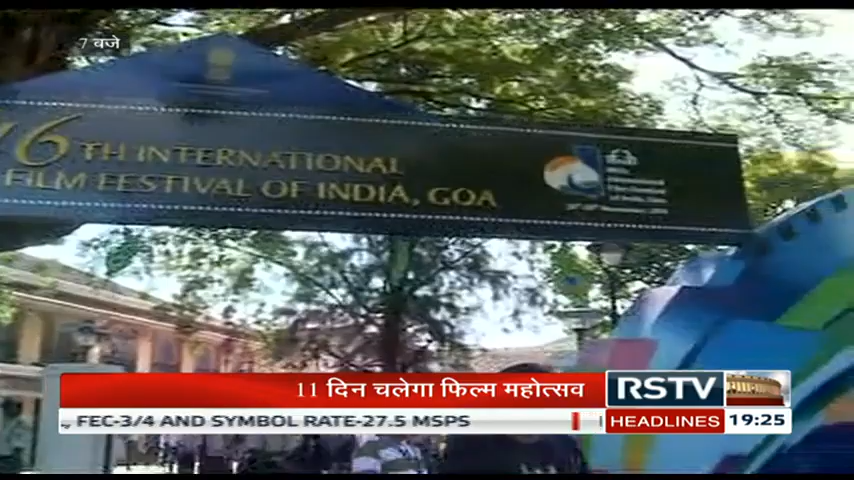 7 बजे
46TH INTERNATIONAL
FILM FESTIVAL OF INDIA, GOA
11 दिन चलेगा फिल्म महोत्सव
RSTV
FEC-3/4 AND SYMBOL RATE-27.5 MSPS
HEADLINES
19:25